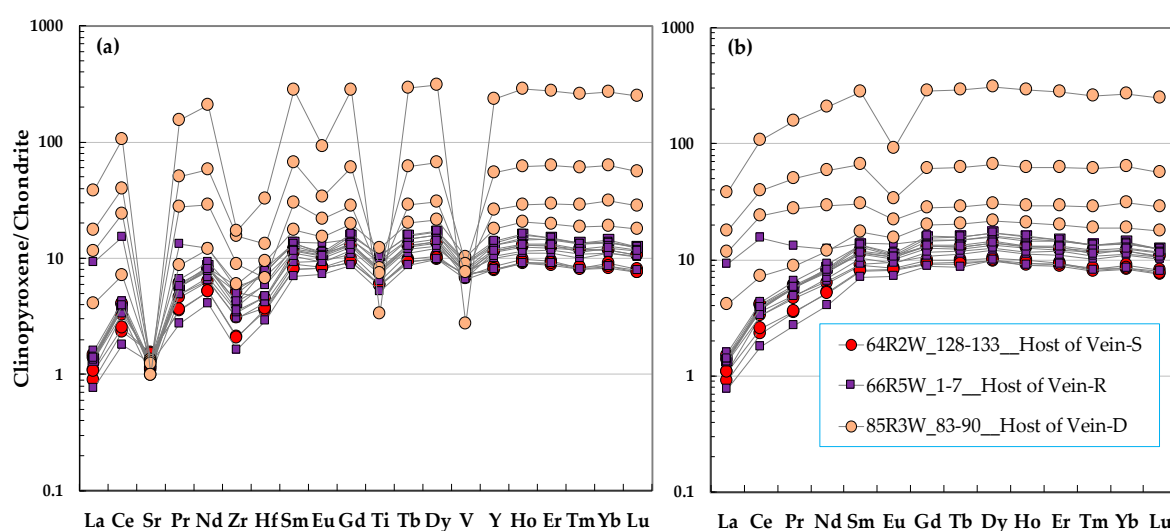 Clinopyroxene/ Chondrite
(a)
1000
100
10
1
0.1
La Ce Sr Pr Nd Zr Hf Sm Eu Gd Ti Tb Dy V Y Ho Er Tm Yb Lu
(b)
1000
100
10
1
0.1
64R2W_128-133__Host of Vein-S
66R5W_1-7__Host of Vein-R
85R3W_83-90__Host of Vein-D
La Ce Pr Nd Sm Eu Gd Tb Dy Ho Er Tm Yb Lu